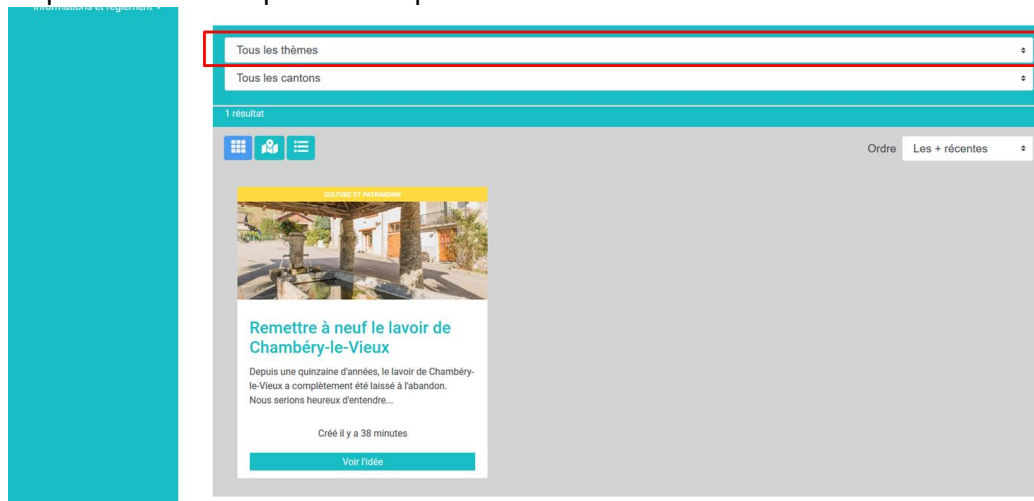 Informations et règlement
Tous les thèmes
Tous les cantons
1 résultat
Ordre Les + récentes
CULTURE ET PATRIMOINE
Remettre à neuf le lavoir de
Chambéry-le-Vieux
Depuis une quinzaine d'années, le lavoir de Chambéry-
le-Vieux a complètement été laissé à l'abandon.
Nous serions heureux d'entendre...
Créé il y a 38 minutes
Voir l'idée